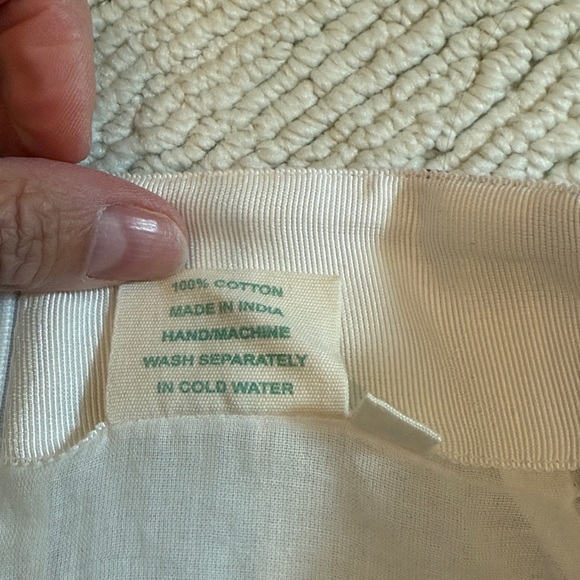 100% COTTON
MADE IN INDIA
HAND/MACHINE
WASH SEPARATELY
IN COLD WATER